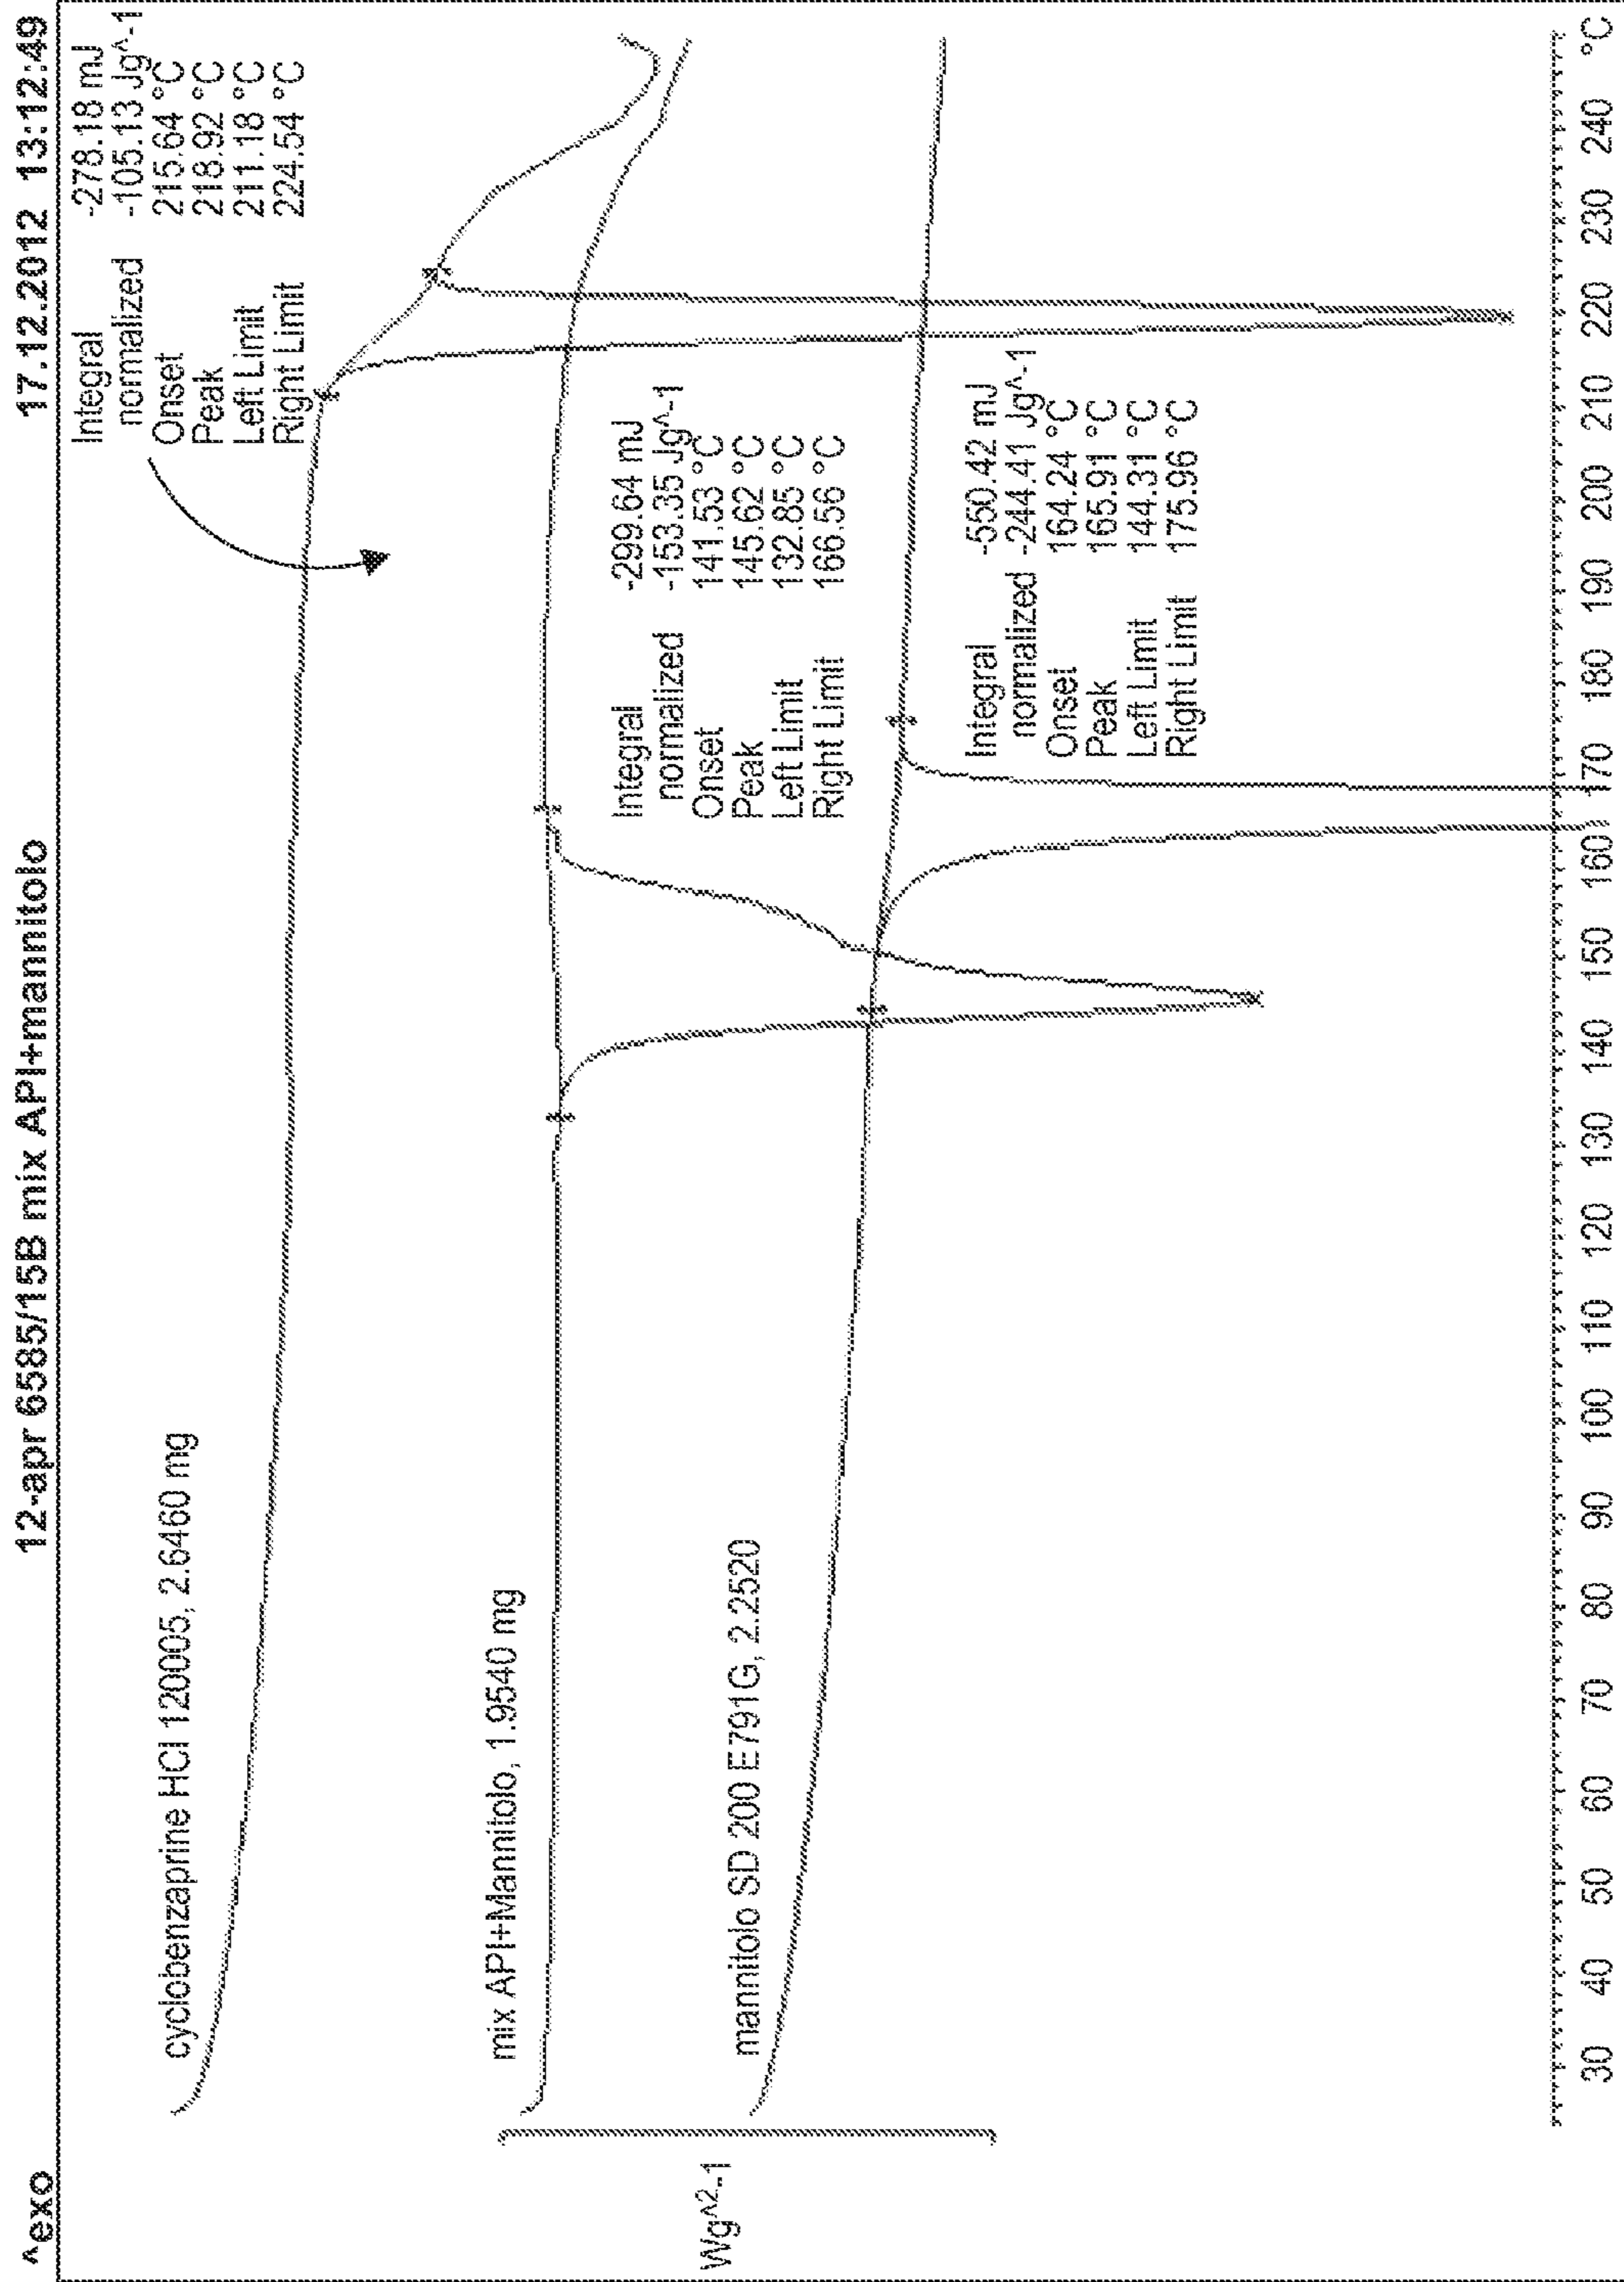 ^exo
12-apr 6585/15B mix API+mannitolo
17.12.2012 13:12:49
Integral -278.18 mJ
normalized -105.13 Jg^-1
Onset 215.64 °C
Peak 218.92 °C
Left Limit 211.18 °C
Right Limit 224.54 °C
cyclobenzaprine HCl 12005, 2.6460 mg
mix API+Mannitolo, 1.9540 mg
Integral -299.64 mJ
normalized -153.35 Jg^-1
Onset 141.53 °C
Peak 145.62 °C
Left Limit 132.85 °C
Right Limit 166.56 °C
mannitolo SD 200 E791G, 2.2520
Wg^2-1
Integral -550.42 mJ
normalized -244.41 Jg^-1
Onset 164.24 °C
Peak 165.91 °C
Left Limit 144.31 °C
Right Limit 175.96 °C
30 40 50 60 70 80 90 100 110 120 130 140 150 160 170 180 190 200 210 220 230 240 °C